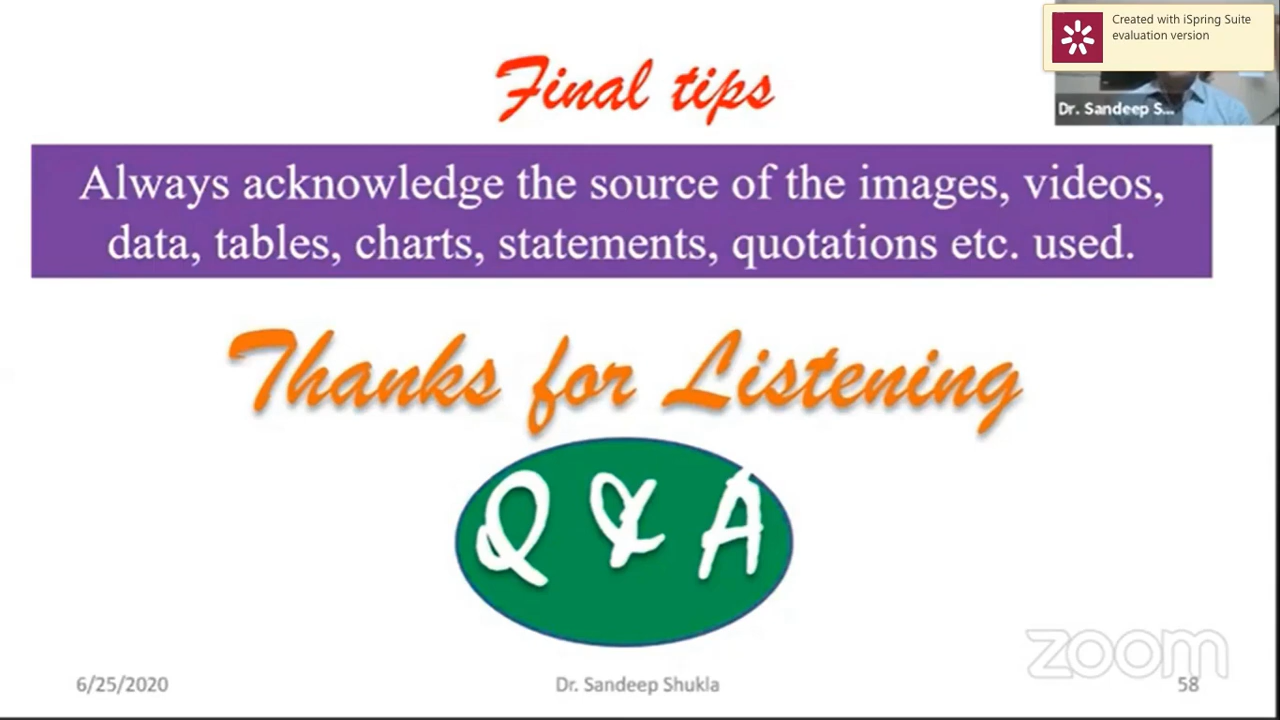 Created with iSpring Suite
evaluation version
Final tips
Dr. Sandeep S...
Always acknowledge the source of the images, videos,
data, tables, charts, statements, quotations etc. used.
Thanks for Listening
Q & A
zoom
6/25/2020
Dr. Sandeep Shukla
58